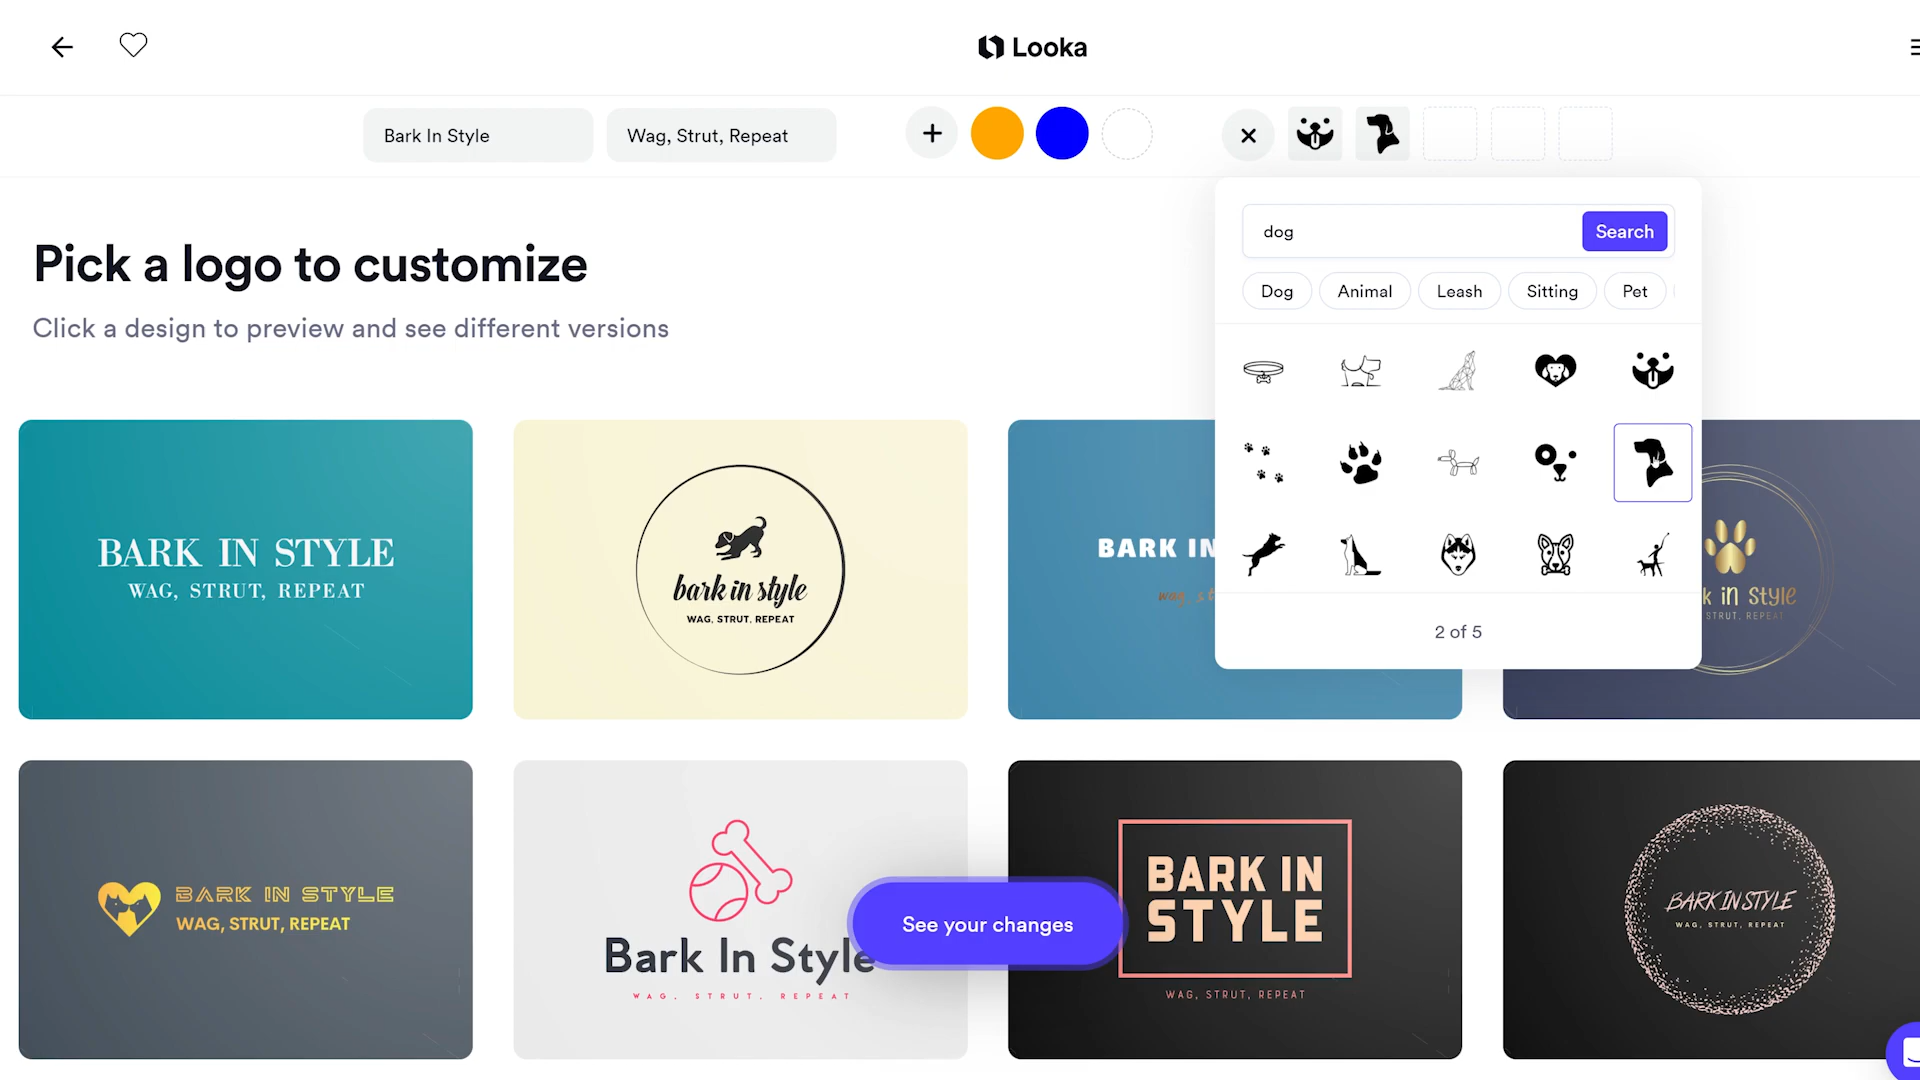 Looka
Bark In Style
Wag, Strut, Repeat
Pick a logo to customize
Click a design to preview and see different versions
dog
Search
Dog
Animal
Leash
Sitting
Pet
2 of 5
BARK IN STYLE
WAG, STRUT, REPEAT
bark in style
WAG, STRUT, REPEAT
BARK IN
wag, st
k in Style
STRUT, REPEAT
BARK IN STYLE
WAG, STRUT, REPEAT
Bark In Style
WAG, STRUT, REPEAT
See your changes
BARK IN
STYLE
WAG, STRUT, REPEAT
BARK IN STYLE
WAG, STRUT, REPEAT